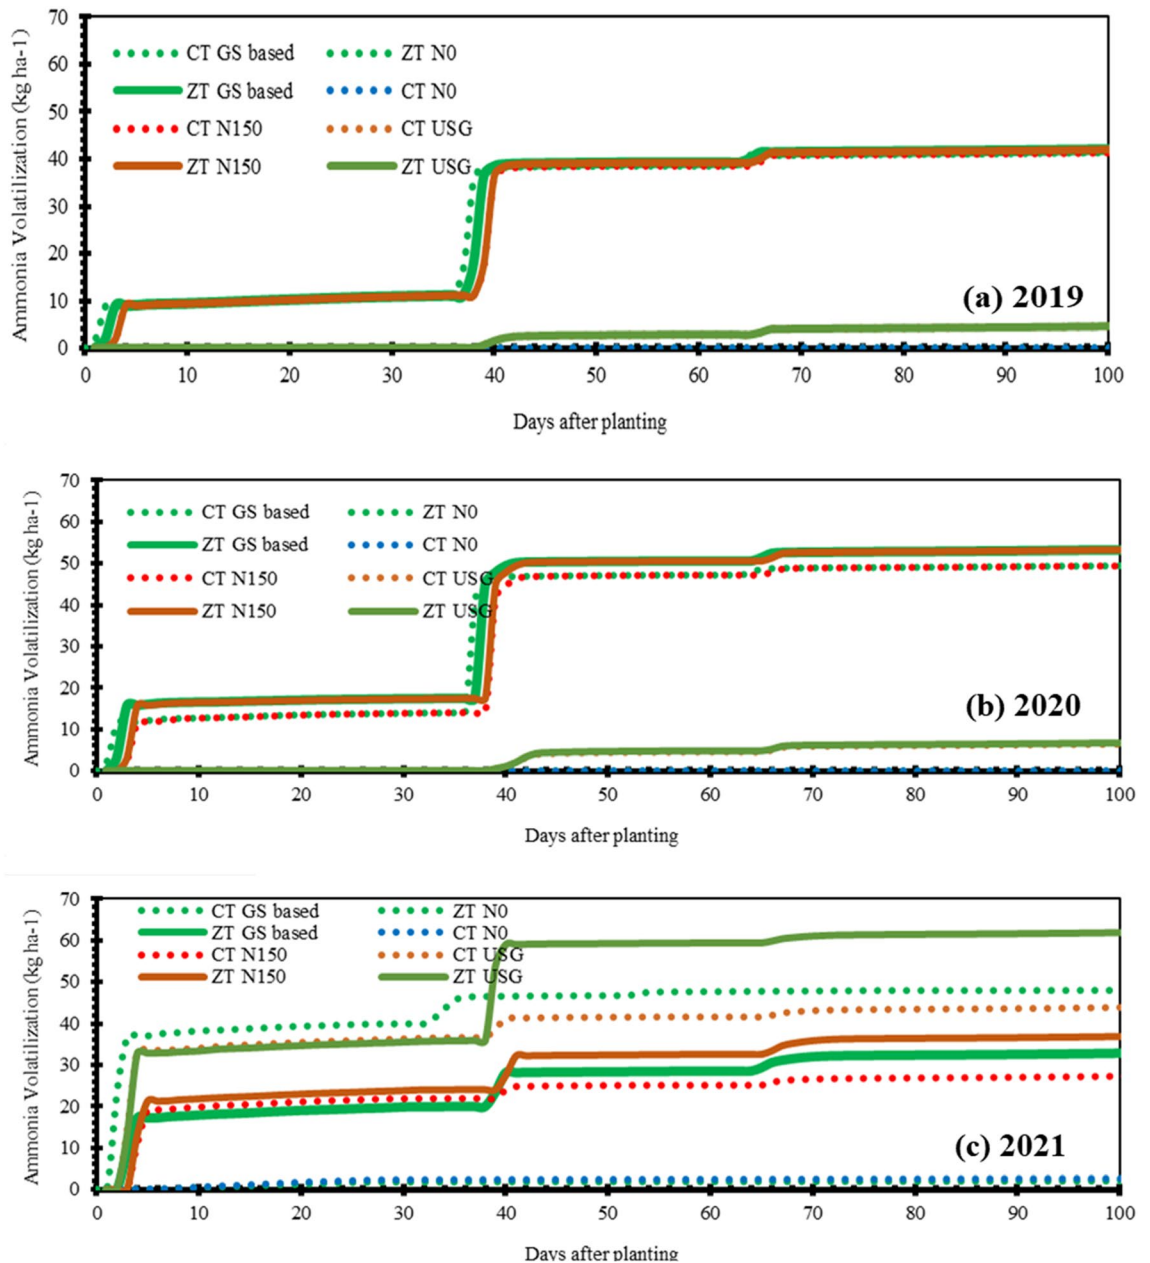 Ammonia Volatilization (kg ha-1)
70
60
50
40
30
20
10
0
CT GS based ZT N0
ZT GS based CT N0
CT N150 CT USG
ZT N150 ZT USG
(a) 2019
0 10 20 30 40 50 60 70 80 90 100
Days after planting
Ammonia Volatilization (kg ha-1)
70
60
50
40
30
20
10
0
CT GS based ZT N0
ZT GS based CT N0
CT N150 CT USG
ZT N150 ZT USG
(b) 2020
0 10 20 30 40 50 60 70 80 90 100
Days after planting
Ammonia Volatilization (kg ha-1)
70
60
50
40
30
20
10
0
CT GS based ZT N0
ZT GS based CT N0
CT N150 CT USG
ZT N150 ZT USG
(c) 2021
0 10 20 30 40 50 60 70 80 90 100
Days after planting